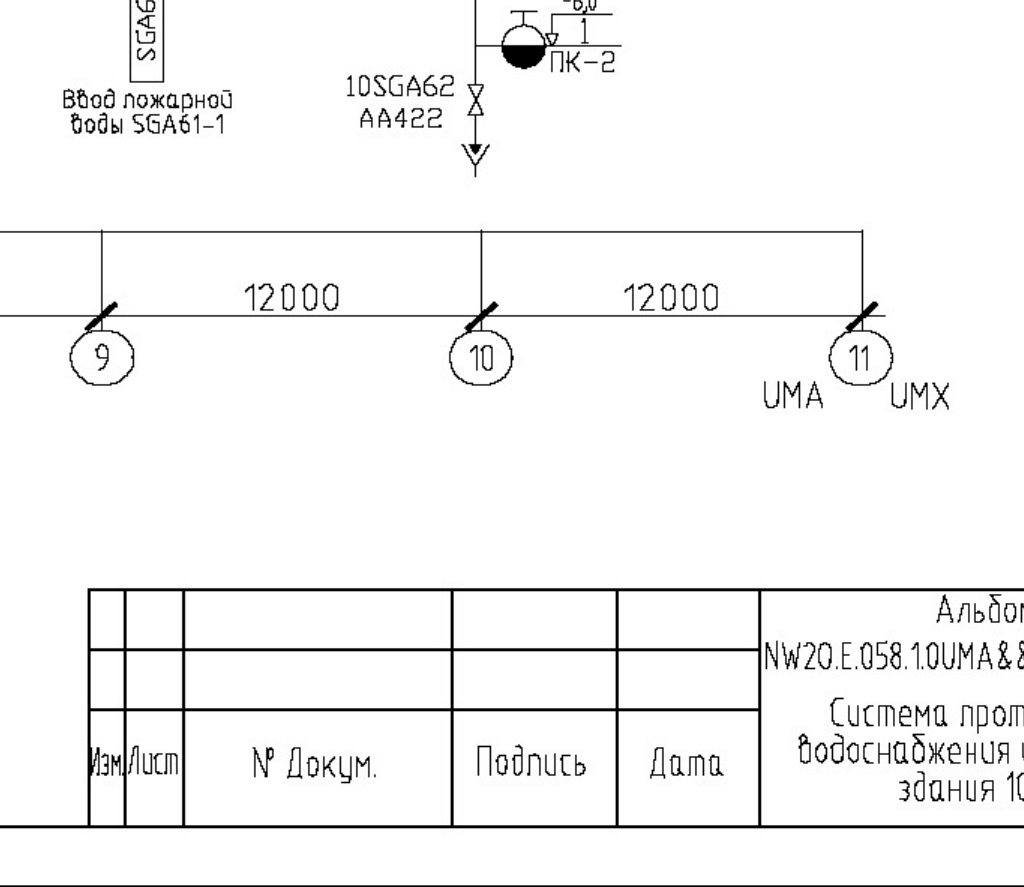 SGA6
-6,0
1
ПК-2
Ввод пожарной
воды SGA61-1
10SGA62
AA422
12000
12000
9
10
11
UMA
UMX
Альбом
NW2O.E.058.1.0UMA&&
Система прот
водоснабжения
здания 10
Изм.
Лист
№ Докум.
Подпись
Дата